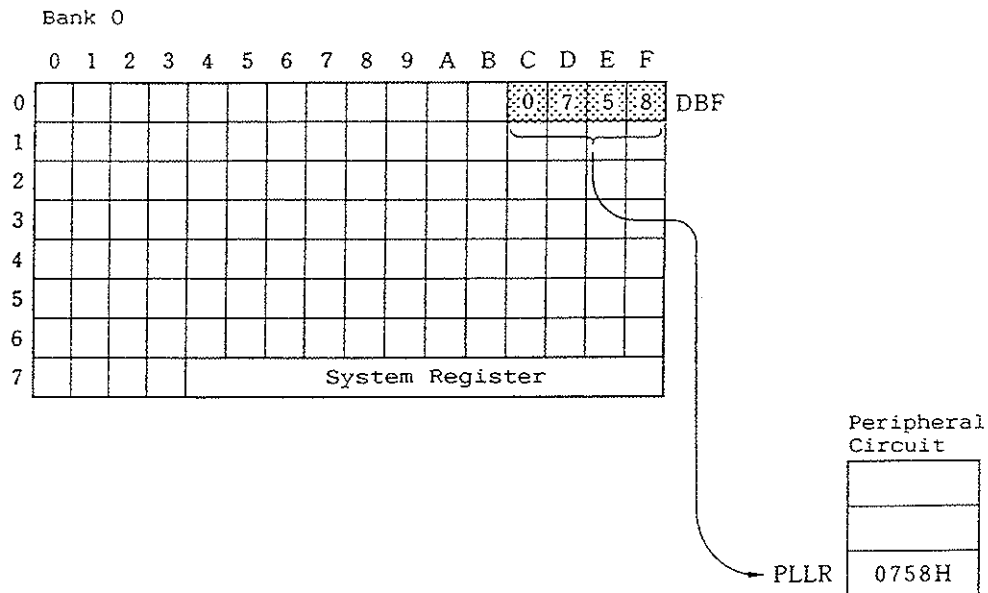 Bank 0
0 1 2 3 4 5 6 7 8 9 A B C D E F
0 0 7 5 8 DBF
1
2
3
4
5
6
7 System Register
Peripheral
Circuit
PLLR 0758H